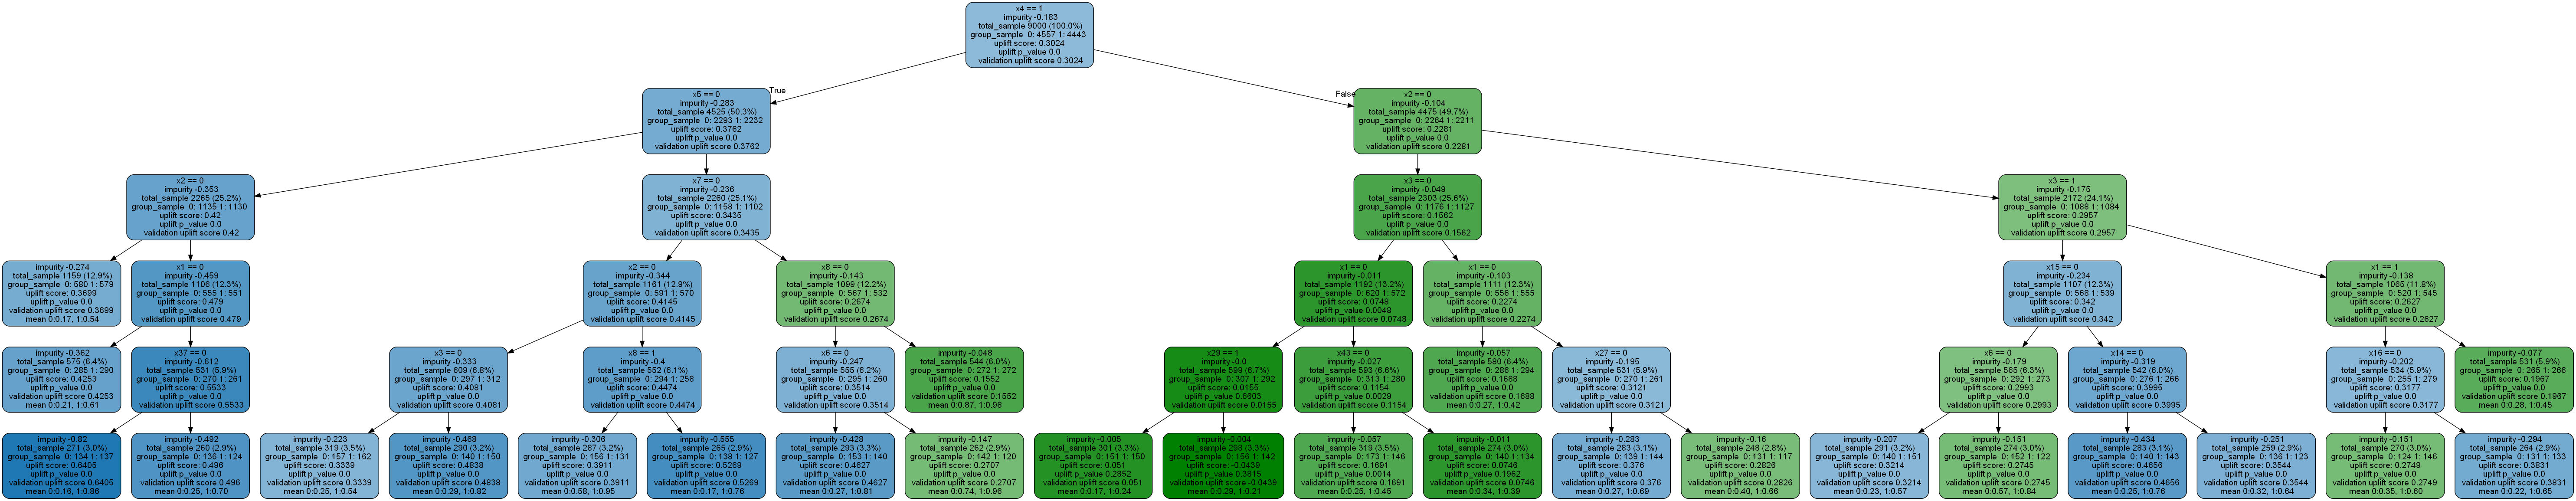 x4 == 1
impurity -0.183
total_sample 9000 (100.0%)
group_sample 0: 4557 1: 4443
uplift score: 0.3024
uplift p_value 0.0
validation uplift score 0.3024
True
False
x5 == 0
impurity -0.283
total_sample 4525 (50.3%)
group_sample 0: 2293 1: 2232
uplift score: 0.3762
uplift p_value 0.0
validation uplift score 0.3762
x2 == 0
impurity -0.104
total_sample 4475 (49.7%)
group_sample 0: 2264 1: 2211
uplift score: 0.2281
uplift p_value 0.0
validation uplift score 0.2281
x2 == 0
impurity -0.353
total_sample 2265 (25.2%)
group_sample 0: 1135 1: 1130
uplift score: 0.42
uplift p_value 0.0
validation uplift score 0.42
x7 == 0
impurity -0.236
total_sample 2260 (25.1%)
group_sample 0: 1158 1: 1102
uplift score: 0.3435
uplift p_value 0.0
validation uplift score 0.3435
x3 == 0
impurity -0.049
total_sample 2303 (25.6%)
group_sample 0: 1176 1: 1127
uplift score: 0.1562
uplift p_value 0.0
validation uplift score 0.1562
x3 == 1
impurity -0.175
total_sample 2172 (24.1%)
group_sample 0: 1088 1: 1084
uplift score: 0.2957
uplift p_value 0.0
validation uplift score 0.2957
impurity -0.274
total_sample 1159 (12.9%)
group_sample 0: 580 1: 579
uplift score: 0.3699
uplift p_value 0.0
validation uplift score 0.3699
mean 0:0.17, 1:0.54
x1 == 0
impurity -0.459
total_sample 1106 (12.3%)
group_sample 0: 555 1: 551
uplift score: 0.479
uplift p_value 0.0
validation uplift score 0.479
x2 == 0
impurity -0.344
total_sample 1161 (12.9%)
group_sample 0: 591 1: 570
uplift score: 0.4145
uplift p_value 0.0
validation uplift score 0.4145
x8 == 0
impurity -0.143
total_sample 1099 (12.2%)
group_sample 0: 567 1: 532
uplift score: 0.2674
uplift p_value 0.0
validation uplift score 0.2674
x1 == 0
impurity -0.011
total_sample 1192 (13.2%)
group_sample 0: 620 1: 572
uplift score: 0.0748
uplift p_value 0.0048
validation uplift score 0.0748
x1 == 0
impurity -0.103
total_sample 1111 (12.3%)
group_sample 0: 556 1: 555
uplift score: 0.2274
uplift p_value 0.0
validation uplift score 0.2274
x15 == 0
impurity -0.234
total_sample 1107 (12.3%)
group_sample 0: 568 1: 539
uplift score: 0.342
uplift p_value 0.0
validation uplift score 0.342
x1 == 1
impurity -0.138
total_sample 1065 (11.8%)
group_sample 0: 520 1: 545
uplift score: 0.2627
uplift p_value 0.0
validation uplift score 0.2627
impurity -0.362
total_sample 575 (6.4%)
group_sample 0: 285 1: 290
uplift score: 0.4253
uplift p_value 0.0
validation uplift score 0.4253
mean 0:0.21, 1:0.61
x37 == 0
impurity -0.612
total_sample 531 (5.9%)
group_sample 0: 270 1: 261
uplift score: 0.5533
uplift p_value 0.0
validation uplift score 0.5533
x3 == 0
impurity -0.333
total_sample 609 (6.8%)
group_sample 0: 297 1: 312
uplift score: 0.4081
uplift p_value 0.0
validation uplift score 0.4081
x8 == 1
impurity -0.4
total_sample 552 (6.1%)
group_sample 0: 294 1: 258
uplift score: 0.4474
uplift p_value 0.0
validation uplift score 0.4474
x6 == 0
impurity -0.247
total_sample 555 (6.2%)
group_sample 0: 295 1: 260
uplift score: 0.3514
uplift p_value 0.0
validation uplift score 0.3514
impurity -0.048
total_sample 544 (6.0%)
group_sample 0: 272 1: 272
uplift score: 0.1552
uplift p_value 0.0
validation uplift score 0.1552
mean 0:0.87, 1:0.98
x29 == 1
impurity -0.0
total_sample 599 (6.7%)
group_sample 0: 307 1: 292
uplift score: 0.0155
uplift p_value 0.6603
validation uplift score 0.0155
x43 == 0
impurity -0.027
total_sample 593 (6.6%)
group_sample 0: 313 1: 280
uplift score: 0.1154
uplift p_value 0.0029
validation uplift score 0.1154
impurity -0.057
total_sample 580 (6.4%)
group_sample 0: 286 1: 294
uplift score: 0.1688
uplift p_value 0.0
validation uplift score 0.1688
mean 0:0.27, 1:0.42
x27 == 0
impurity -0.195
total_sample 531 (5.9%)
group_sample 0: 270 1: 261
uplift score: 0.3121
uplift p_value 0.0
validation uplift score 0.3121
x6 == 0
impurity -0.179
total_sample 565 (6.3%)
group_sample 0: 292 1: 273
uplift score: 0.2993
uplift p_value 0.0
validation uplift score 0.2993
x14 == 0
impurity -0.319
total_sample 542 (6.0%)
group_sample 0: 276 1: 266
uplift score: 0.3995
uplift p_value 0.0
validation uplift score 0.3995
x16 == 0
impurity -0.202
total_sample 534 (5.9%)
group_sample 0: 255 1: 279
uplift score: 0.3177
uplift p_value 0.0
validation uplift score 0.3177
impurity -0.077
total_sample 531 (5.9%)
group_sample 0: 265 1: 266
uplift score: 0.1967
uplift p_value 0.0
validation uplift score 0.1967
mean 0:0.28, 1:0.45
impurity -0.82
total_sample 271 (3.0%)
group_sample 0: 134 1: 137
uplift score: 0.6405
uplift p_value 0.0
validation uplift score 0.6405
mean 0:0.16, 1:0.86
impurity -0.492
total_sample 260 (2.9%)
group_sample 0: 136 1: 124
uplift score: 0.496
uplift p_value 0.0
validation uplift score 0.496
mean 0:0.25, 1:0.70
impurity -0.223
total_sample 319 (3.5%)
group_sample 0: 157 1: 162
uplift score: 0.3339
uplift p_value 0.0
validation uplift score 0.3339
mean 0:0.25, 1:0.54
impurity -0.468
total_sample 290 (3.2%)
group_sample 0: 140 1: 150
uplift score: 0.4838
uplift p_value 0.0
validation uplift score 0.4838
mean 0:0.29, 1:0.82
impurity -0.306
total_sample 287 (3.2%)
group_sample 0: 156 1: 131
uplift score: 0.3911
uplift p_value 0.0
validation uplift score 0.3911
mean 0:0.58, 1:0.95
impurity -0.555
total_sample 265 (2.9%)
group_sample 0: 138 1: 127
uplift score: 0.5269
uplift p_value 0.0
validation uplift score 0.5269
mean 0:0.17, 1:0.76
impurity -0.428
total_sample 293 (3.3%)
group_sample 0: 153 1: 140
uplift score: 0.4627
uplift p_value 0.0
validation uplift score 0.4627
mean 0:0.27, 1:0.81
impurity -0.147
total_sample 262 (2.9%)
group_sample 0: 142 1: 120
uplift score: 0.2707
uplift p_value 0.0
validation uplift score 0.2707
mean 0:0.74, 1:0.96
impurity -0.005
total_sample 301 (3.3%)
group_sample 0: 151 1: 150
uplift score: 0.051
uplift p_value 0.2852
validation uplift score 0.051
mean 0:0.17, 1:0.24
impurity -0.004
total_sample 298 (3.3%)
group_sample 0: 156 1: 142
uplift score: -0.0439
uplift p_value 0.3815
validation uplift score -0.0439
mean 0:0.29, 1:0.21
impurity -0.057
total_sample 319 (3.5%)
group_sample 0: 173 1: 146
uplift score: 0.1691
uplift p_value 0.0014
validation uplift score 0.1691
mean 0:0.25, 1:0.45
impurity -0.011
total_sample 274 (3.0%)
group_sample 0: 140 1: 134
uplift score: 0.0746
uplift p_value 0.1962
validation uplift score 0.0746
mean 0:0.34, 1:0.39
impurity -0.283
total_sample 283 (3.1%)
group_sample 0: 139 1: 144
uplift score: 0.376
uplift p_value 0.0
validation uplift score 0.376
mean 0:0.27, 1:0.69
impurity -0.16
total_sample 248 (2.8%)
group_sample 0: 131 1: 117
uplift score: 0.2826
uplift p_value 0.0
validation uplift score 0.2826
mean 0:0.40, 1:0.66
impurity -0.207
total_sample 291 (3.2%)
group_sample 0: 140 1: 151
uplift score: 0.3214
uplift p_value 0.0
validation uplift score 0.3214
mean 0:0.23, 1:0.57
impurity -0.151
total_sample 274 (3.0%)
group_sample 0: 152 1: 122
uplift score: 0.2745
uplift p_value 0.0
validation uplift score 0.2745
mean 0:0.57, 1:0.84
impurity -0.434
total_sample 283 (3.1%)
group_sample 0: 140 1: 143
uplift score: 0.4656
uplift p_value 0.0
validation uplift score 0.4656
mean 0:0.25, 1:0.76
impurity -0.251
total_sample 259 (2.9%)
group_sample 0: 136 1: 123
uplift score: 0.3544
uplift p_value 0.0
validation uplift score 0.3544
mean 0:0.32, 1:0.64
impurity -0.151
total_sample 270 (3.0%)
group_sample 0: 124 1: 146
uplift score: 0.2749
uplift p_value 0.0
validation uplift score 0.2749
mean 0:0.35, 1:0.60
impurity -0.294
total_sample 264 (2.9%)
group_sample 0: 131 1: 133
uplift score: 0.3831
uplift p_value 0.0
validation uplift score 0.3831
mean 0:0.22, 1:0.65